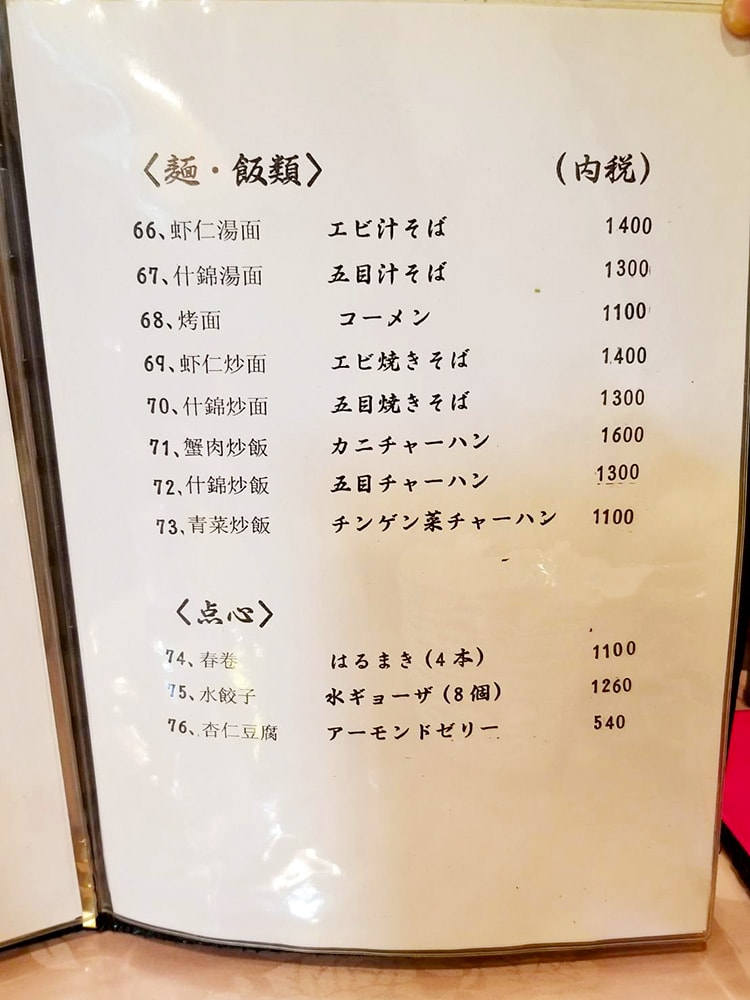 〈麺・飯類〉 (内税)
66、虾仁湯面 エビ汁そば 1400
67、什錦湯面 五目汁そば 1300
68、烤面 コーメン 1100
69、虾仁炒面 エビ焼きそば 1400
70、什錦炒面 五目焼きそば 1300
71、蟹肉炒飯 カニチャーハン 1600
72、什錦炒飯 五目チャーハン 1300
73、青菜炒飯 チンゲン菜チャーハン 1100
〈点心〉
74、春卷 はるまき(4本) 1100
75、水餃子 水ギョーザ(8個) 1260
76、杏仁豆腐 アーモンドゼリー 540